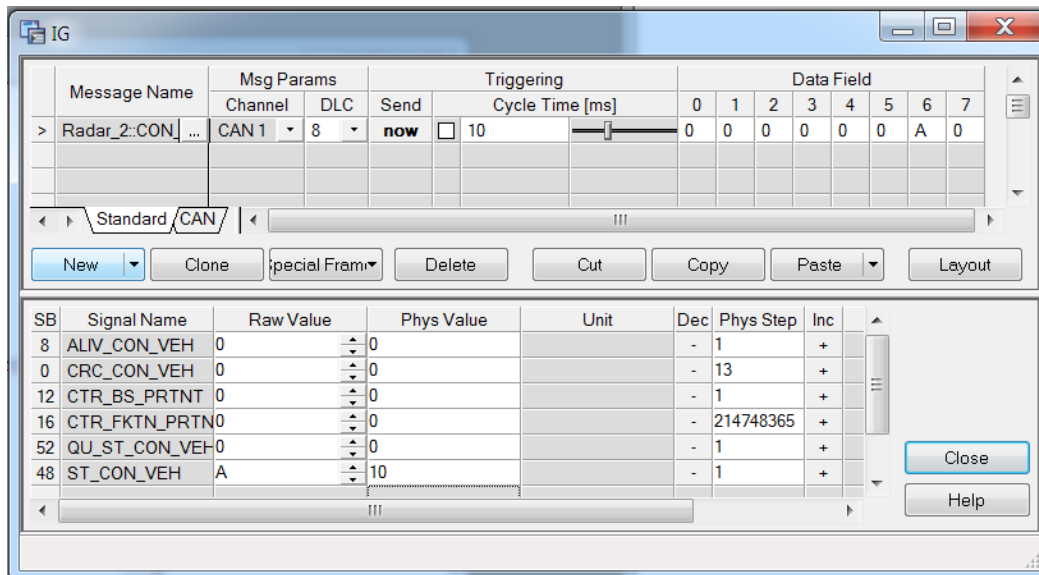 IG
Message Name Msg Params Triggering Data Field
Channel DLC Send Cycle Time [ms] 0 1 2 3 4 5 6 7
> Radar_2::CON_ ... CAN 1 8 now 10 0 0 0 0 0 0 A 0
Standard CAN
New Clone Special Frame Delete Cut Copy Paste Layout
SB Signal Name Raw Value Phys Value Unit Dec Phys Step Inc
8 ALIV_CON_VEH 0 0 - 1 +
0 CRC_CON_VEH 0 0 - 13 +
12 CTR_BS_PRTNT 0 0 - 1 +
16 CTR_FKTN_PRTN 0 0 - 214748365 +
52 QU_ST_CON_VEH 0 0 - 1 +
48 ST_CON_VEH A 10 - 1 +
Close
Help